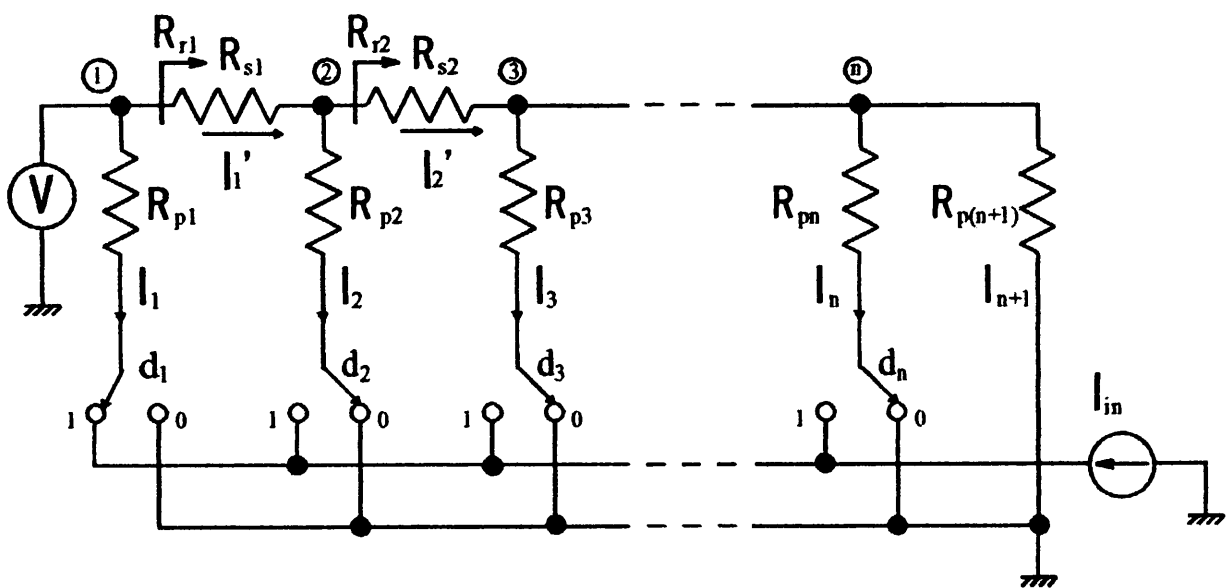 R_r1 R_s1 R_r2 R_s2
① ② ③ ⓝ
I_1' I_2'
V R_p1 R_p2 R_p3 R_pn R_p(n+1)
I_1 I_2 I_3 I_n I_n+1
d_1 d_2 d_3 d_n
I_in
1 0 1 0 1 0 1 0